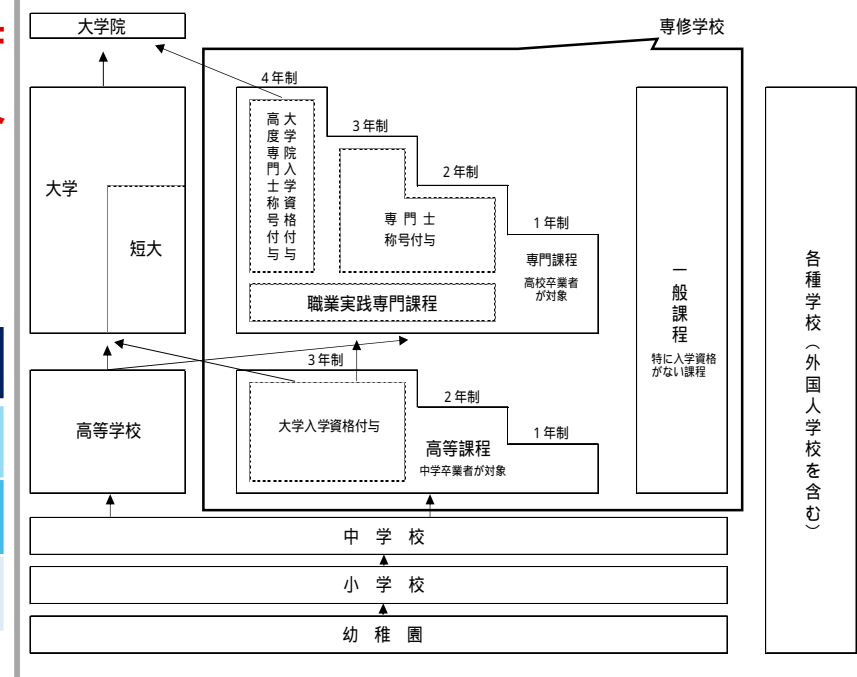 大学院
専修学校
4年制
大学院入学資格付与
高度専門士称号付与
3年制
2年制
1年制
大学
短大
専門士
称号付与
専門課程
高校卒業者
が対象
職業実践専門課程
一般課程
特に入学資格
がない課程
各種学校（外国人学校を含む）
3年制
2年制
1年制
高等学校
大学入学資格付与
高等課程
中学卒業者が対象
中学校
小学校
幼稚園